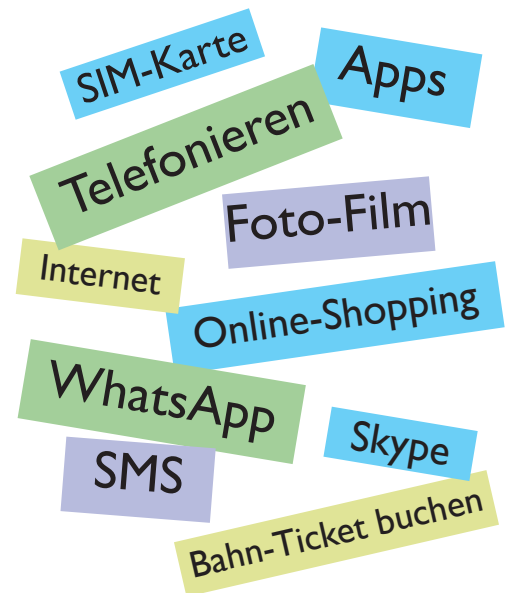 SIM-Karte
Apps
Telefonieren
Foto-Film
Internet
Online-Shopping
WhatsApp
Skype
SMS
Bahn-Ticket buchen